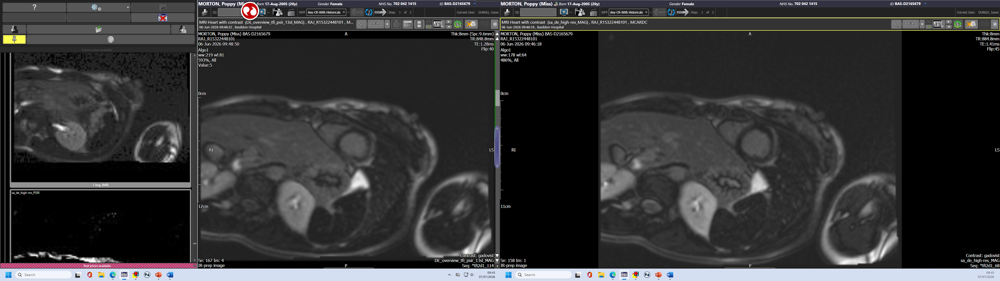 ?
Future priors available
1 img, (MR)
sa_de_high-res_PSIR
Past priors available
MORTON, Poppy (Miss) Born 17-Aug-2005 (20y) Gender Female NHS No. 702 042 1415 ID BAS-D2165679
SD WFP Any-CR-With Historicals NEXT Step: 1 of 2 Current User: DUNGU, Jason
MRI Heart with contrast (DE_overview_tfi_psir_13sl_MAG) , RAJ_R15322448101 , M...
06-Jun-2026 09:48:32 , Basildon Hospital
MORTON, Poppy (Miss) BAS-D2165679 A Thk:8mm (Spc:9.6mm)
RAJ_R15322448101 TR:848.8mm
06-Jun-2026 09:48:50 TE:1.28ms
Algo1 Flip:40
ww:219 wl:81
593%, All
Value:5
0cm
RI LS
12cm
Contrast: gadovist
Se: 167 Im: 4 DE_overview_tfi_psir_13sl_MAG
IR-prep image P Seq: *tfi2d1_114
MORTON, Poppy (Miss) Born 17-Aug-2005 (20y) Gender Female NHS No. 702 042 1415 ID BAS-D2165679
SD WFP Any-CR-With Historicals NEXT Step: 1 of 2 Current User: DUNGU, Jason
MRI Heart with contrast (sa_de_high-res_MAG) , RAJ_R15322448101 , MCARDC
06-Jun-2026 09:46:18 , Basildon Hospital
MORTON, Poppy (Miss) BAS-D2165679 A Thk:8mm
RAJ_R15322448101 TR:884.8mm
06-Jun-2026 09:46:18 TE:1.41ms
Algo1 Flip:45
ww:178 wl:64
486%, All
0cm
RI LS
11cm
Contrast: gadovist
Se: 158 Im: 1 sa_de_high-res_MAG
IR-prep image P Seq: *tfi2d1_68
Search
09:45
07/07/2026
Search
09:45
07/07/2026